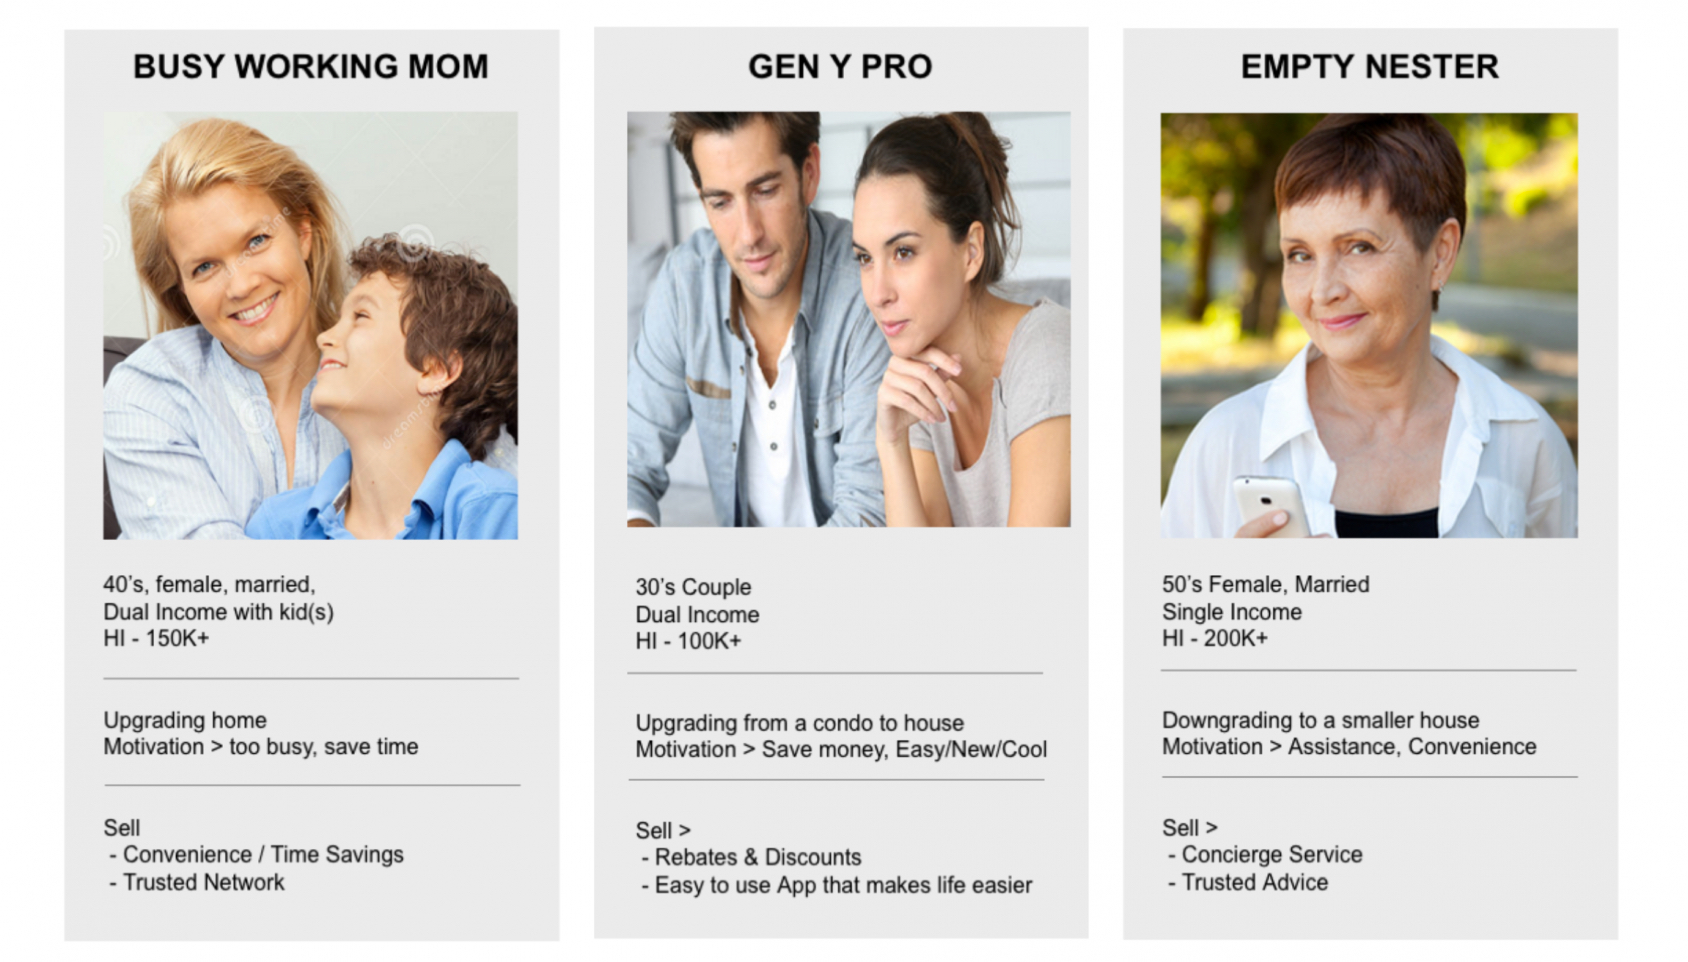 BUSY WORKING MOM
dreamstime
40's, female, married,
Dual Income with kid(s)
HI - 150K+
Upgrading home
Motivation > too busy, save time
Sell
- Convenience / Time Savings
- Trusted Network
GEN Y PRO
30's Couple
Dual Income
HI - 100K+
Upgrading from a condo to house
Motivation > Save money, Easy/New/Cool
Sell >
- Rebates & Discounts
- Easy to use App that makes life easier
EMPTY NESTER
50's Female, Married
Single Income
HI - 200K+
Downgrading to a smaller house
Motivation > Assistance, Convenience
Sell >
- Concierge Service
- Trusted Advice